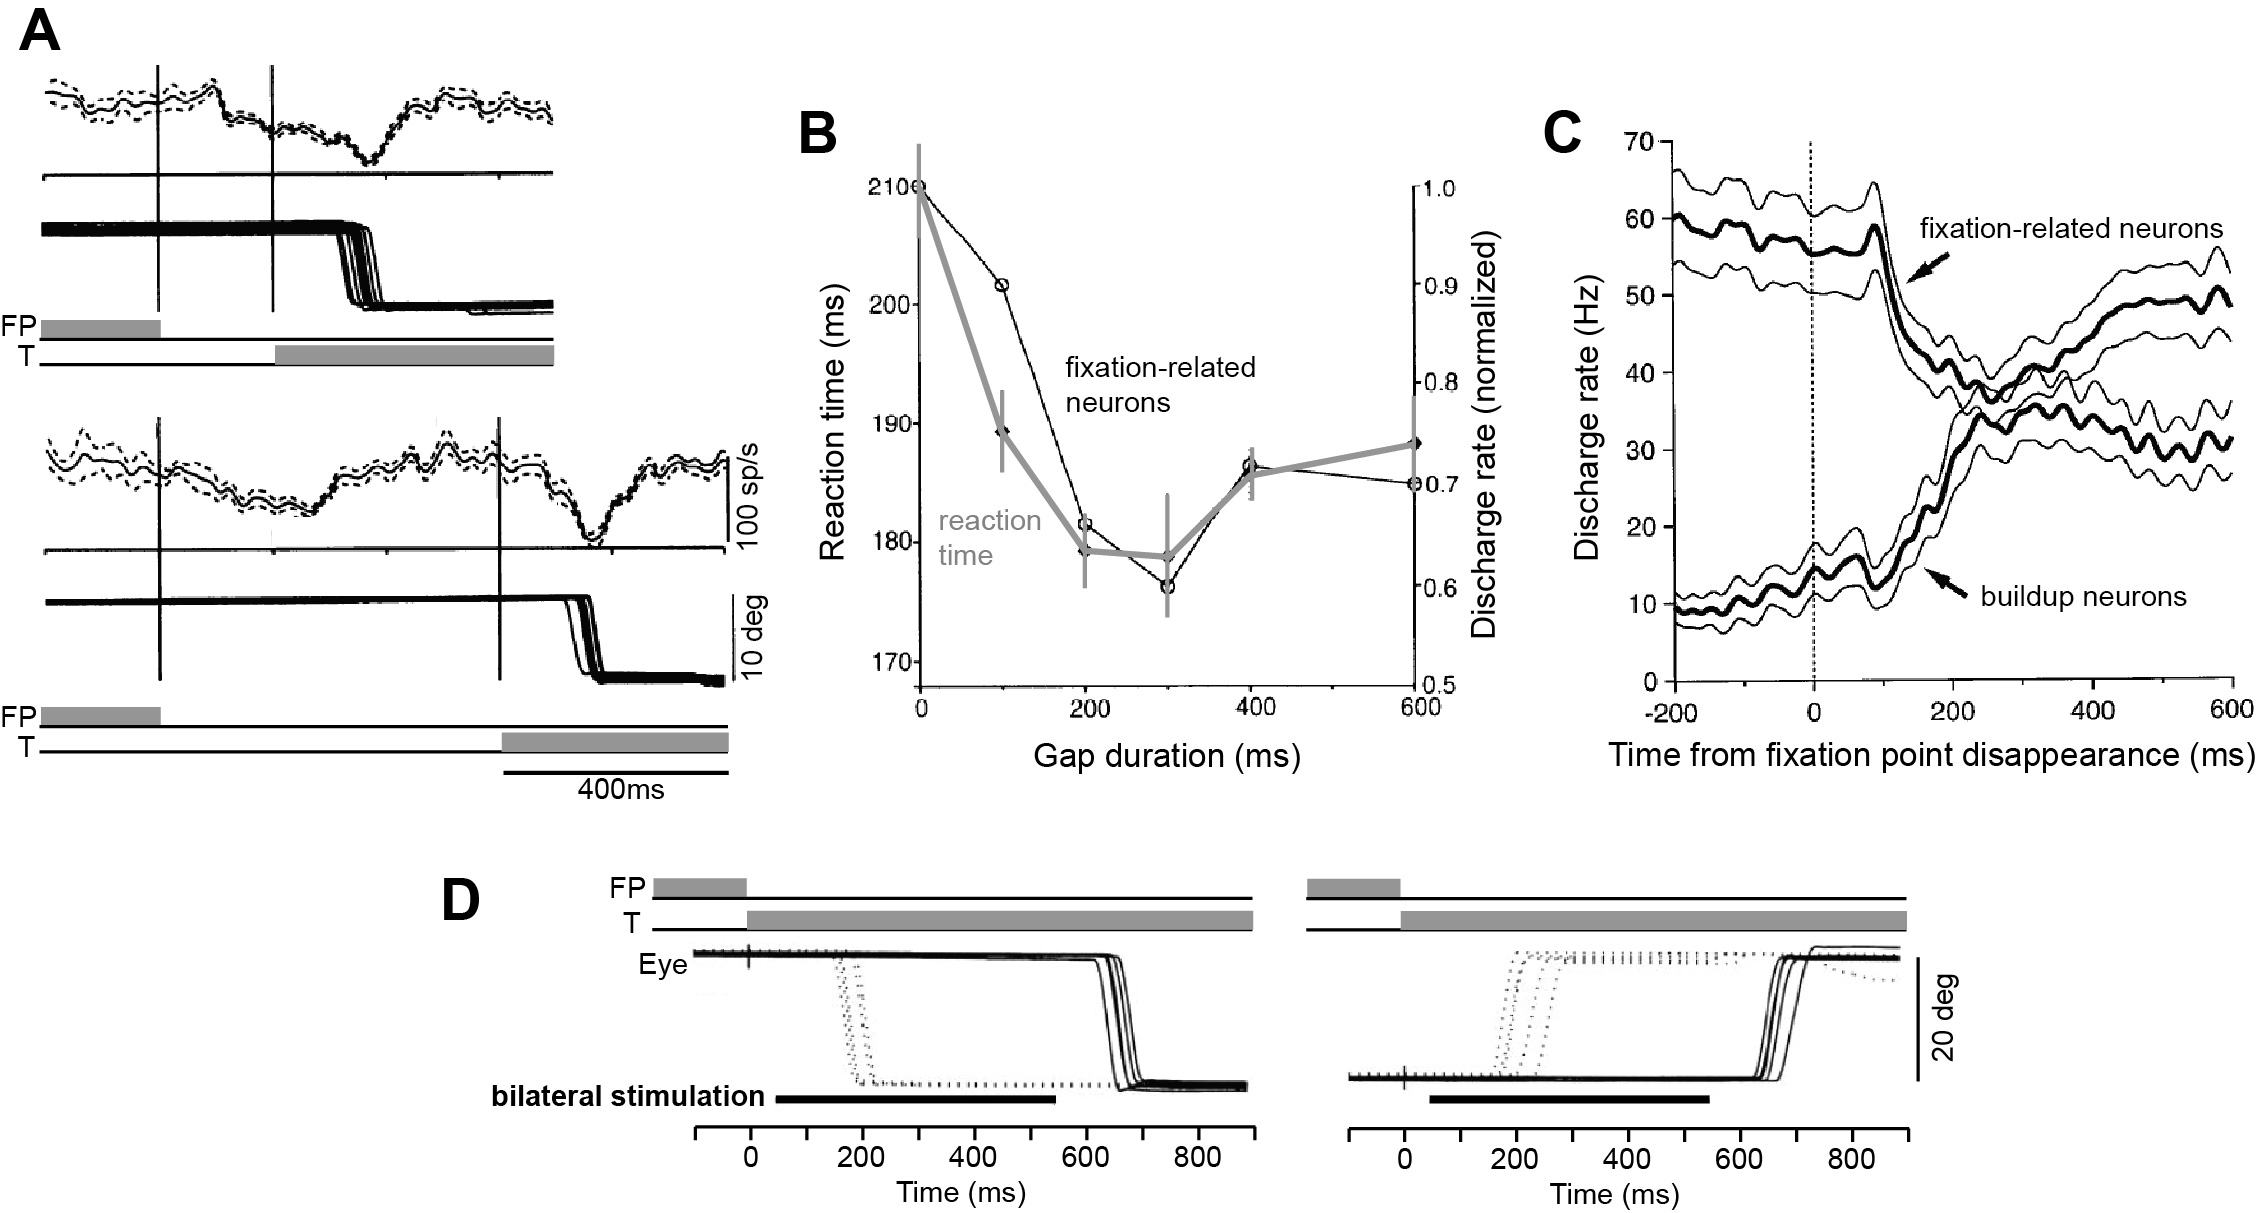 A
FP
T
100 sp/s
10 deg
FP
T
400ms
B
Reaction time (ms)
210
200
190
180
170
fixation-related
neurons
reaction
time
1.0
0.9
0.8
0.7
0.6
0.5
Discharge rate (normalized)
0
200
400
600
Gap duration (ms)
C
Discharge rate (Hz)
70
60
50
40
30
20
10
0
fixation-related neurons
buildup neurons
-200
0
200
400
600
Time from fixation point disappearance (ms)
D
FP
T
Eye
bilateral stimulation
0
200
400
600
800
Time (ms)
20 deg
0
200
400
600
800
Time (ms)